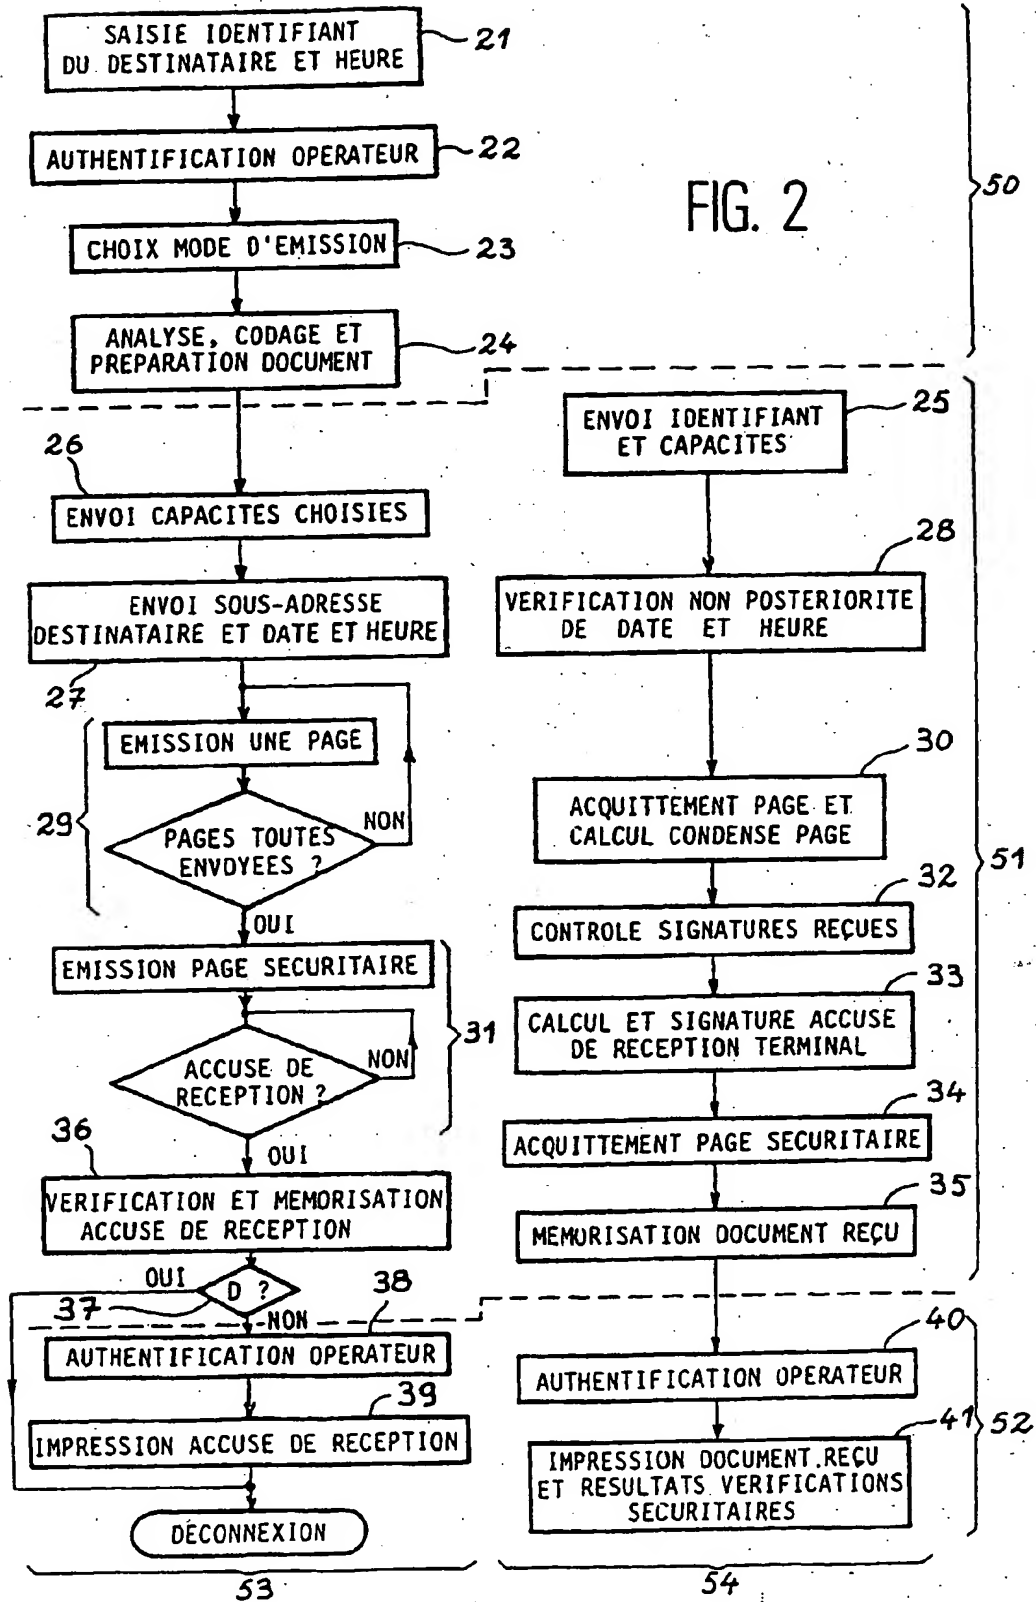 SAISIE IDENTIFIANT
DU DESTINATAIRE ET HEURE
21
AUTHENTIFICATION OPERATEUR
22
CHOIX MODE D'EMISSION
23
ANALYSE, CODAGE ET
PREPARATION DOCUMENT
24
FIG. 2
50
26
ENVOI CAPACITES CHOISIES
ENVOI SOUS-ADRESSE
DESTINATAIRE ET DATE ET HEURE
27
EMISSION UNE PAGE
29
PAGES TOUTES
ENVOYEES ?
NON
OUI
EMISSION PAGE SECURITAIRE
ACCUSE DE
RECEPTION ?
NON
31
OUI
36
VERIFICATION ET MEMORISATION
ACCUSE DE RECEPTION
OUI
D ?
37
NON
38
AUTHENTIFICATION OPERATEUR
39
IMPRESSION ACCUSE DE RECEPTION
DÉCONNEXION
53
25
ENVOI IDENTIFIANT
ET CAPACITES
28
VERIFICATION NON POSTERIORITE
DE DATE ET HEURE
30
ACQUITTEMENT PAGE ET
CALCUL CONDENSE PAGE
32
CONTROLE SIGNATURES REÇUES
33
CALCUL ET SIGNATURE ACCUSE
DE RECEPTION TERMINAL
34
ACQUITTEMENT PAGE SECURITAIRE
35
MEMORISATION DOCUMENT REÇU
51
40
AUTHENTIFICATION OPERATEUR
41
IMPRESSION DOCUMENT REÇU
ET RESULTATS VERIFICATIONS
SECURITAIRES
52
54